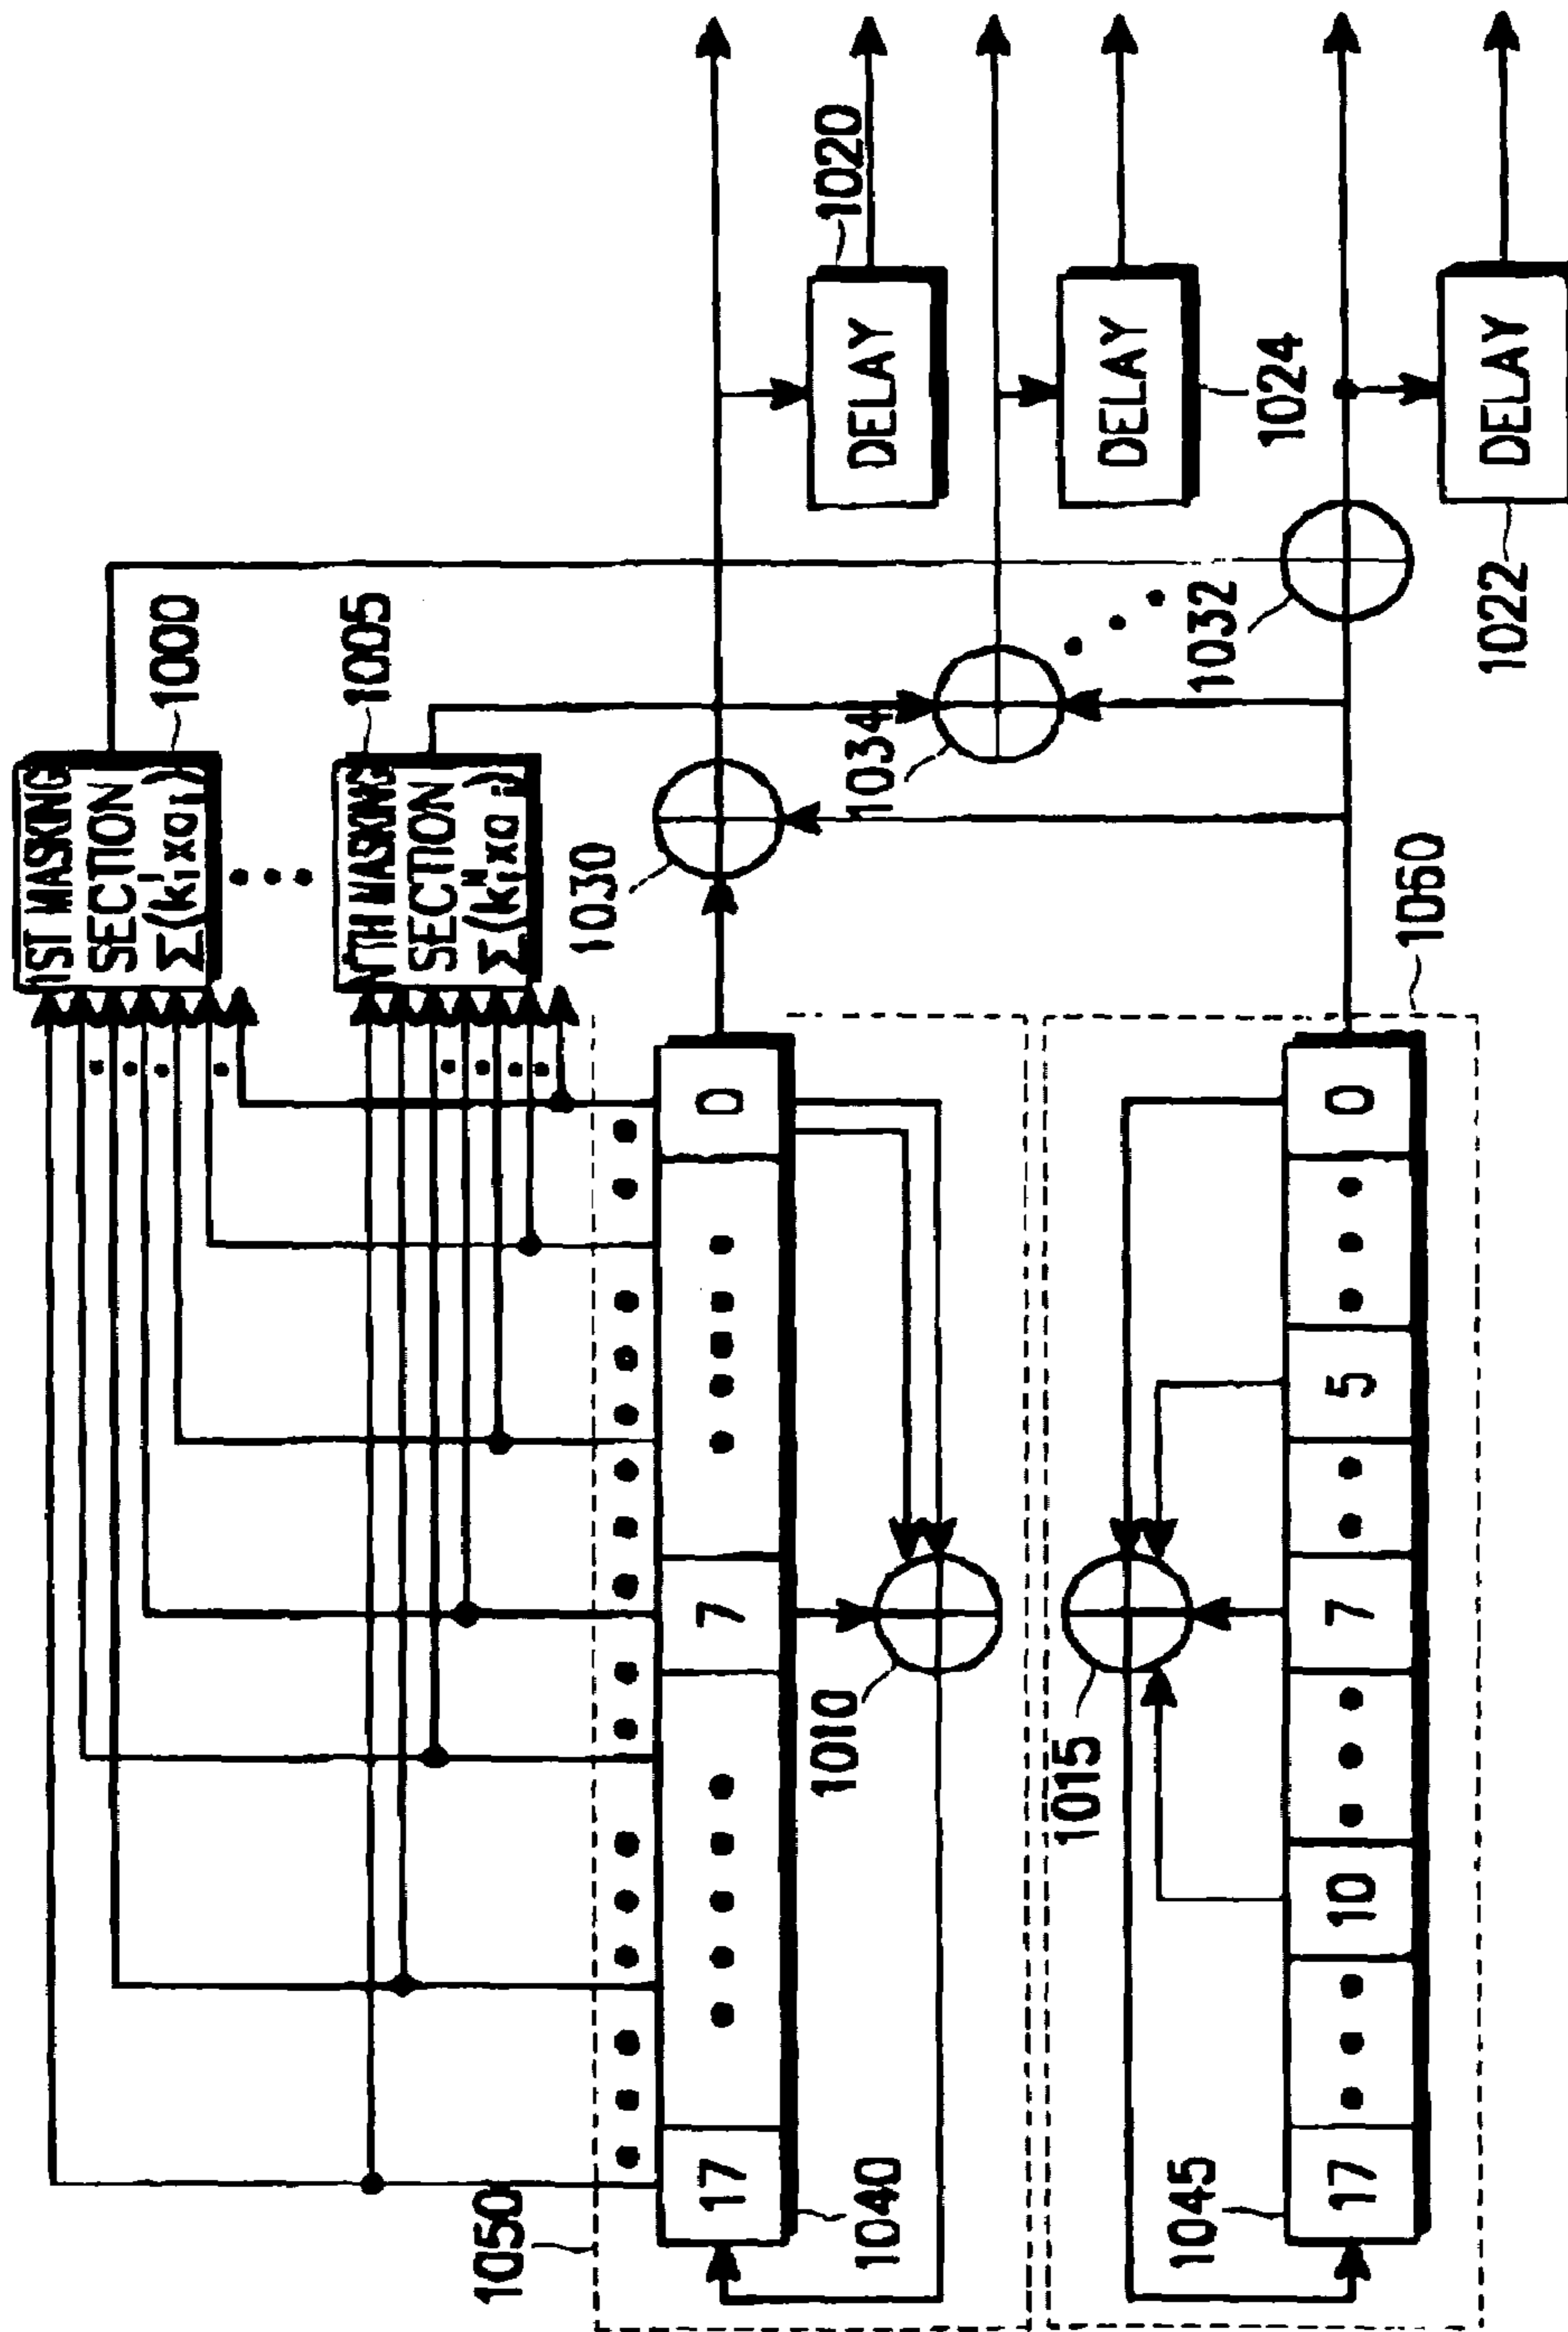 1ST MASKING
SECTION
Σ(k¹ᵢxaᵢ)
1000
NTH MASKING
SECTION
Σ(kᴺᵢxaᵢ)
1005
1050
17
7
0
1040
1010
1030
1034
1032
DELAY
1020
DELAY
1024
DELAY
1022
1015
1045
17
10
7
5
0
1060